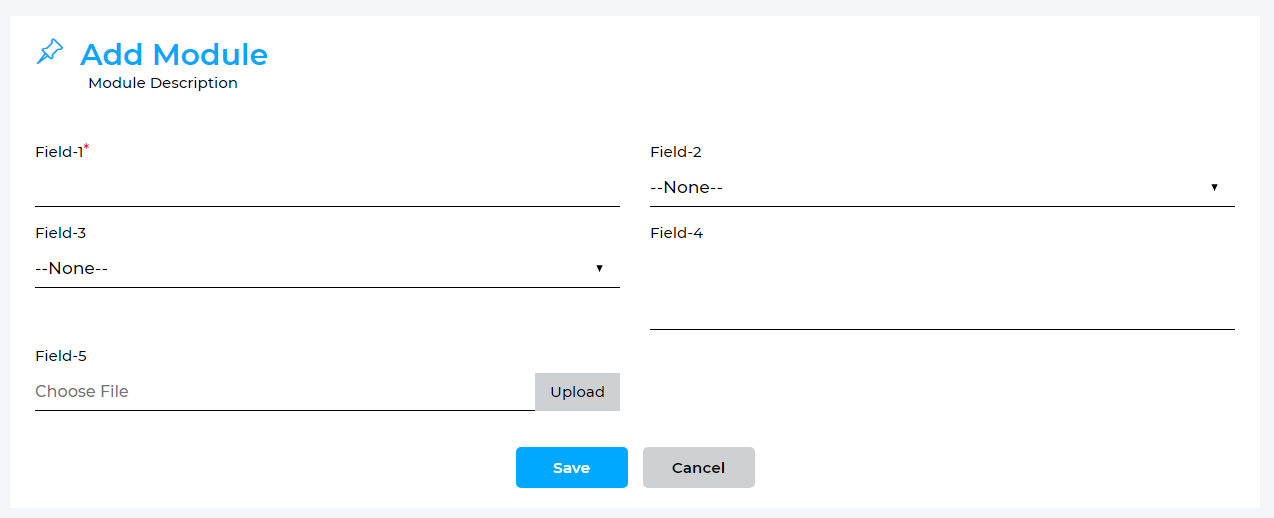 Add Module
Module Description
Field-1*
Field-2
--None--
Field-3
--None--
Field-4
Field-5
Choose File
Upload
Save
Cancel